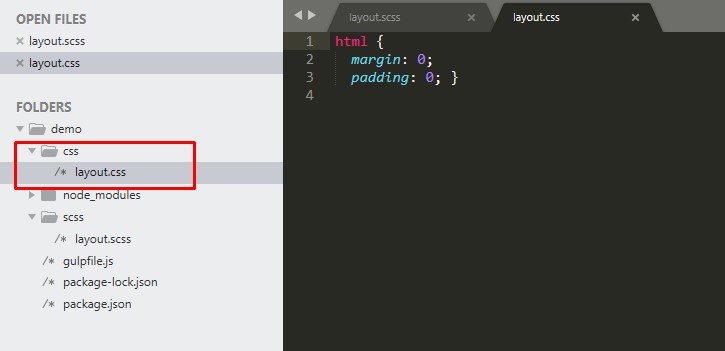 OPEN FILES
layout.scss
layout.css
FOLDERS
demo
css
/* layout.css
node_modules
scss
/* layout.scss
/* gulpfile.js
/* package-lock.json
/* package.json
layout.scss
layout.css
1 html {
2 margin: 0;
3 padding: 0; }
4